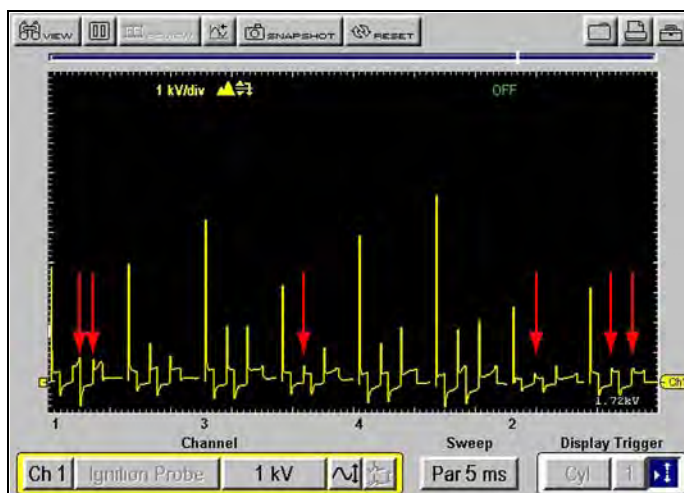 VIEW
SNAPSHOT
RESET
1 kV/div
OFF
Ch1
1.72kV
1 3 4 2
Channel Sweep Display Trigger
Ch 1 Ignition Probe 1 kV Par 5 ms Cyl 1